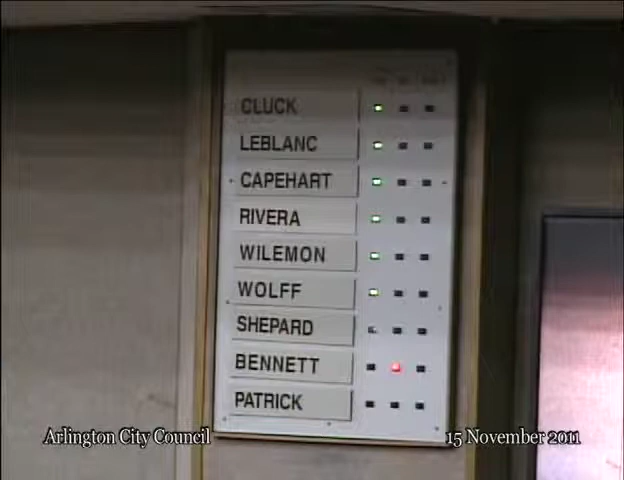 CLUCK
LEBLANC
CAPEHART
RIVERA
WILEMON
WOLFF
SHEPARD
BENNETT
PATRICK
Arlington City Council 15 November 2011